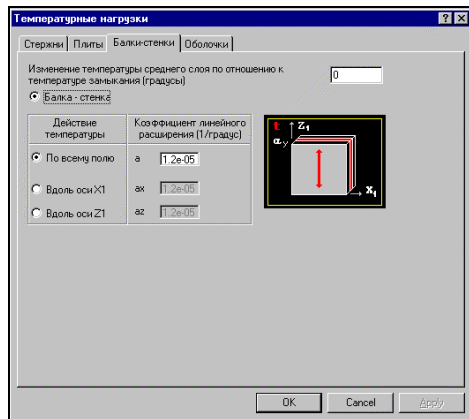 Температурные нагрузки
Стержни Плиты Балки-стенки Оболочки
Изменение температуры среднего слоя по отношению к
температуре замыкания (градусы)
0
Балка - стенка
Действие
температуры
Коэффициент линейного
расширения (1/градус)
По всему полю a 1.2e-05
Вдоль оси X1 ax 1.2e-05
Вдоль оси Z1 az 1.2e-05
t Z1
αy
X1
OK Cancel Apply